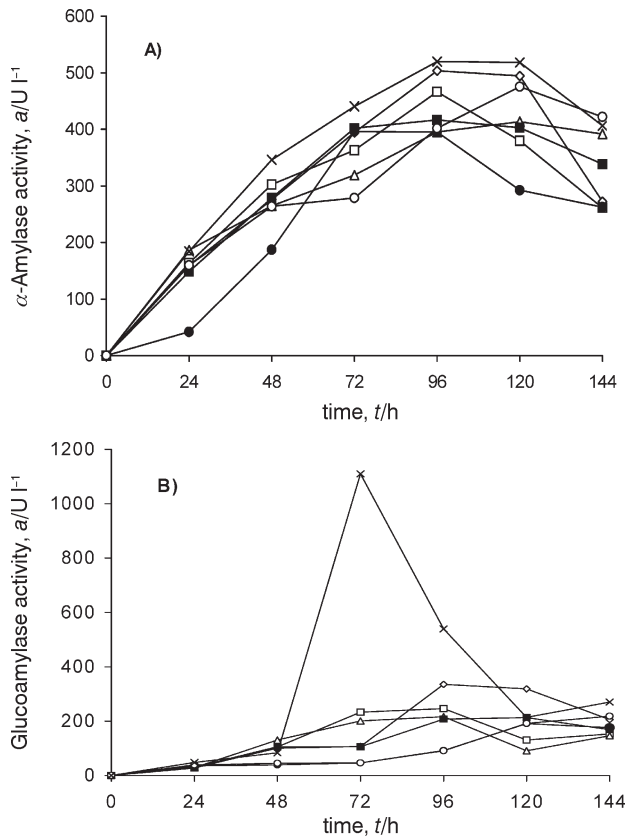 600
A)
500
400
300
200
100
0
α-Amylase activity, a/U l⁻¹
0 24 48 72 96 120 144
time, t/h
1200
B)
1000
800
600
400
200
0
Glucoamylase activity, a/U l⁻¹
0 24 48 72 96 120 144
time, t/h